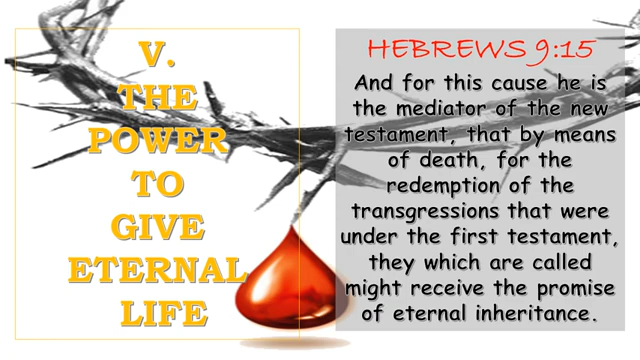 V.
THE
POWER
TO
GIVE
ETERNAL
LIFE
HEBREWS 9:15
And for this cause he is
the mediator of the new
testament, that by means
of death, for the
redemption of the
transgressions that were
under the first testament,
they which are called
might receive the promise
of eternal inheritance.